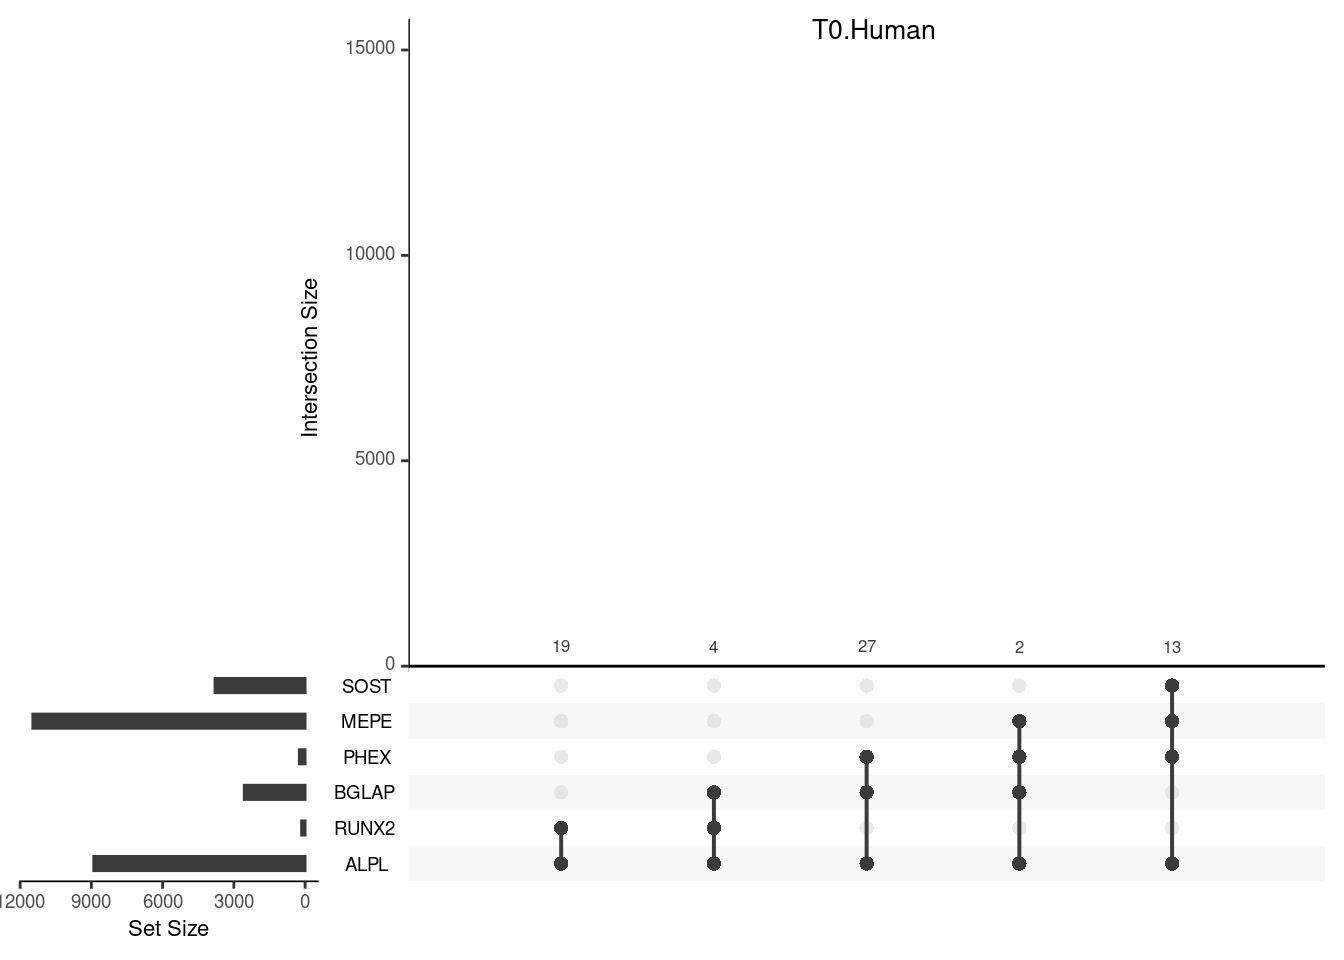 T0.Human
15000
10000
5000
0
Intersection Size
19 4 27 2 13
SOST
MEPE
PHEX
BGLAP
RUNX2
ALPL
12000 9000 6000 3000 0
Set Size